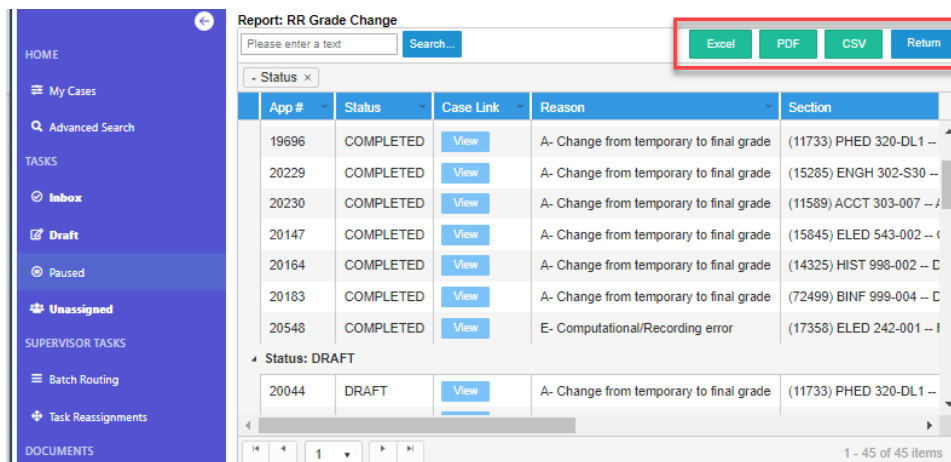 Report: RR Grade Change
Please enter a text Search... Excel PDF CSV Return
Status ×
HOME
My Cases
Advanced Search
TASKS
Inbox
Draft
Paused
Unassigned
SUPERVISOR TASKS
Batch Routing
Task Reassignments
DOCUMENTS
App # Status Case Link Reason Section
19696 COMPLETED View A- Change from temporary to final grade (11733) PHED 320-DL1 --
20229 COMPLETED View A- Change from temporary to final grade (15285) ENGH 302-S30 --
20230 COMPLETED View A- Change from temporary to final grade (11589) ACCT 303-007 --
20147 COMPLETED View A- Change from temporary to final grade (15845) ELED 543-002 --
20164 COMPLETED View A- Change from temporary to final grade (14325) HIST 998-002 -- D
20183 COMPLETED View A- Change from temporary to final grade (72499) BINF 999-004 -- D
20548 COMPLETED View E- Computational/Recording error (17358) ELED 242-001 --
Status: DRAFT
20044 DRAFT View A- Change from temporary to final grade (11733) PHED 320-DL1 --
1
1 - 45 of 45 items